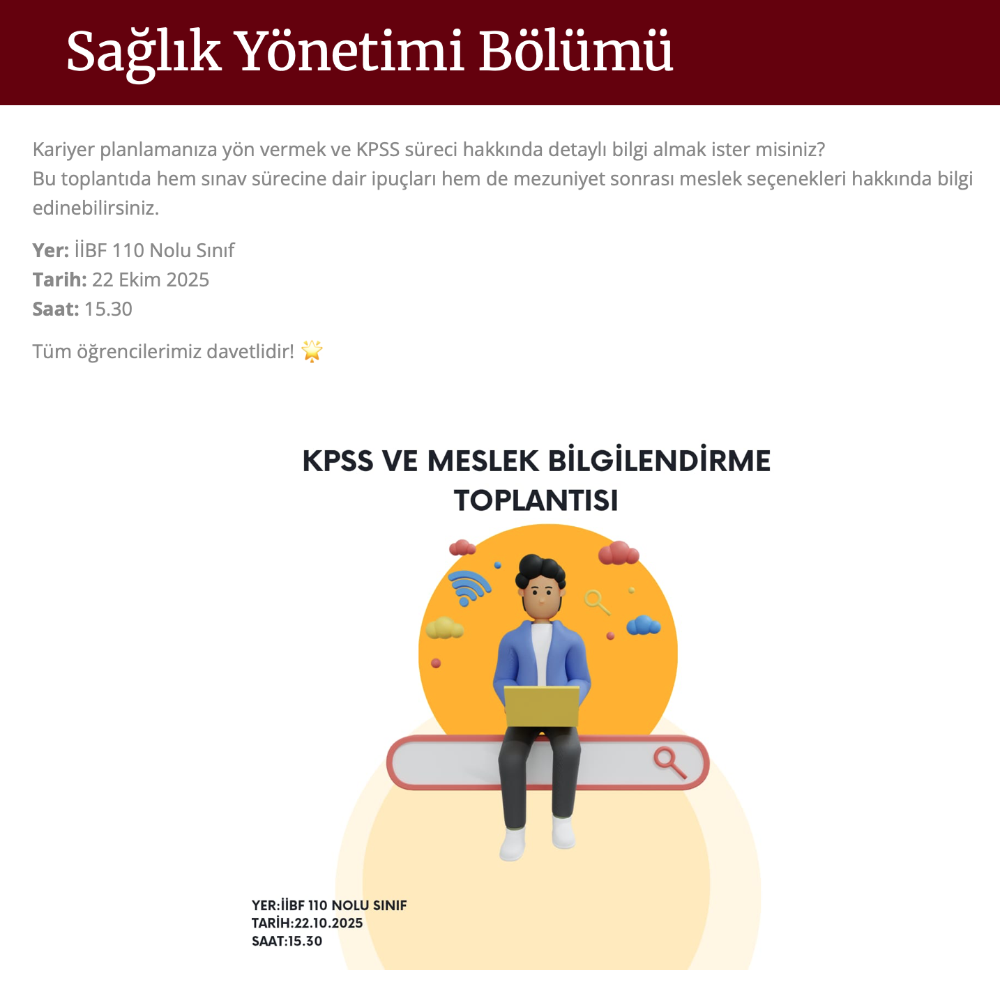 Sağlık Yönetimi Bölümü
Kariyer planlamanıza yön vermek ve KPSS süreci hakkında detaylı bilgi almak ister misiniz?
Bu toplantıda hem sınav sürecine dair ipuçları hem de mezuniyet sonrası meslek seçenekleri hakkında bilgi
edinebilirsiniz.
Yer: İİBF 110 Nolu Sınıf
Tarih: 22 Ekim 2025
Saat: 15.30
Tüm öğrencilerimiz davetlidir! 🌟
KPSS VE MESLEK BİLGİLENDİRME
TOPLANTISI
YER:İİBF 110 NOLU SINIF
TARİH:22.10.2025
SAAT:15.30